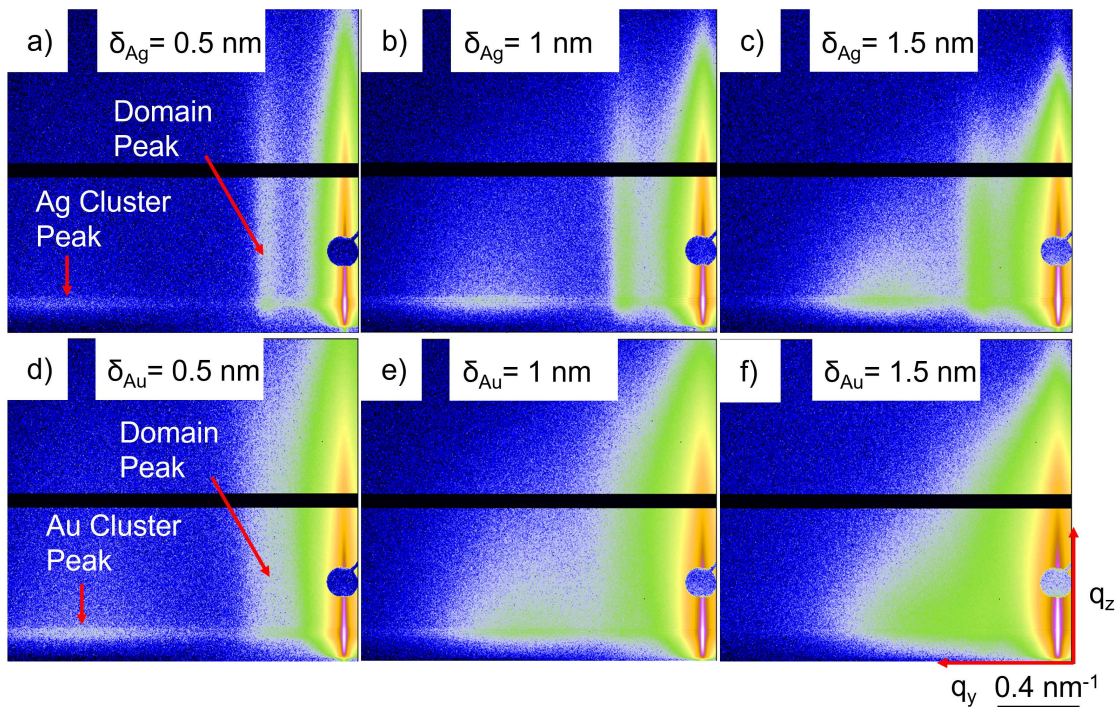 a) δAg= 0.5 nm
b) δAg= 1 nm
c) δAg= 1.5 nm
Domain
Peak
Ag Cluster
Peak
d) δAu= 0.5 nm
e) δAu= 1 nm
f) δAu= 1.5 nm
Domain
Peak
Au Cluster
Peak
qz
qy 0.4 nm⁻¹